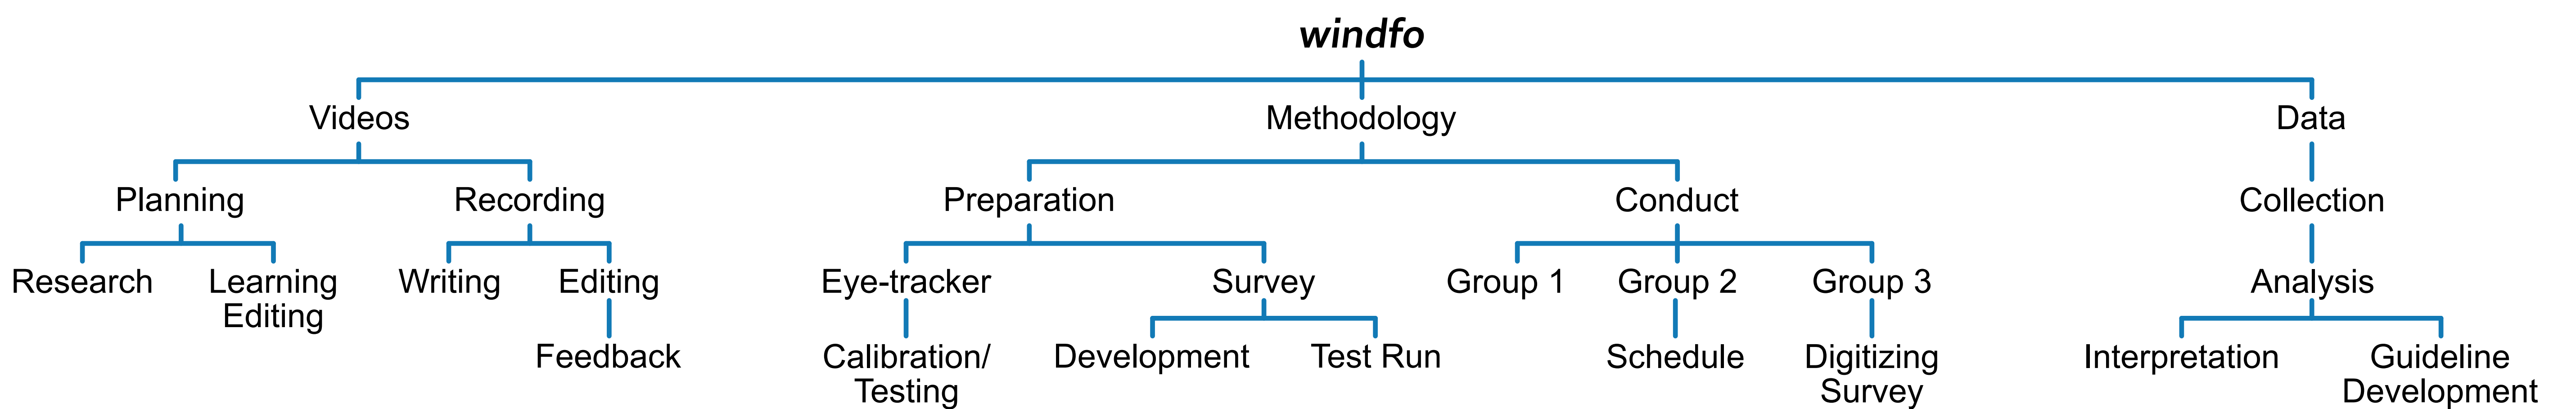 windfo
Videos
Methodology
Data
Planning
Recording
Preparation
Conduct
Collection
Research
Learning
Editing
Writing
Editing
Eye-tracker
Survey
Group 1
Group 2
Group 3
Analysis
Feedback
Calibration/
Testing
Development
Test Run
Schedule
Digitizing
Survey
Interpretation
Guideline
Development